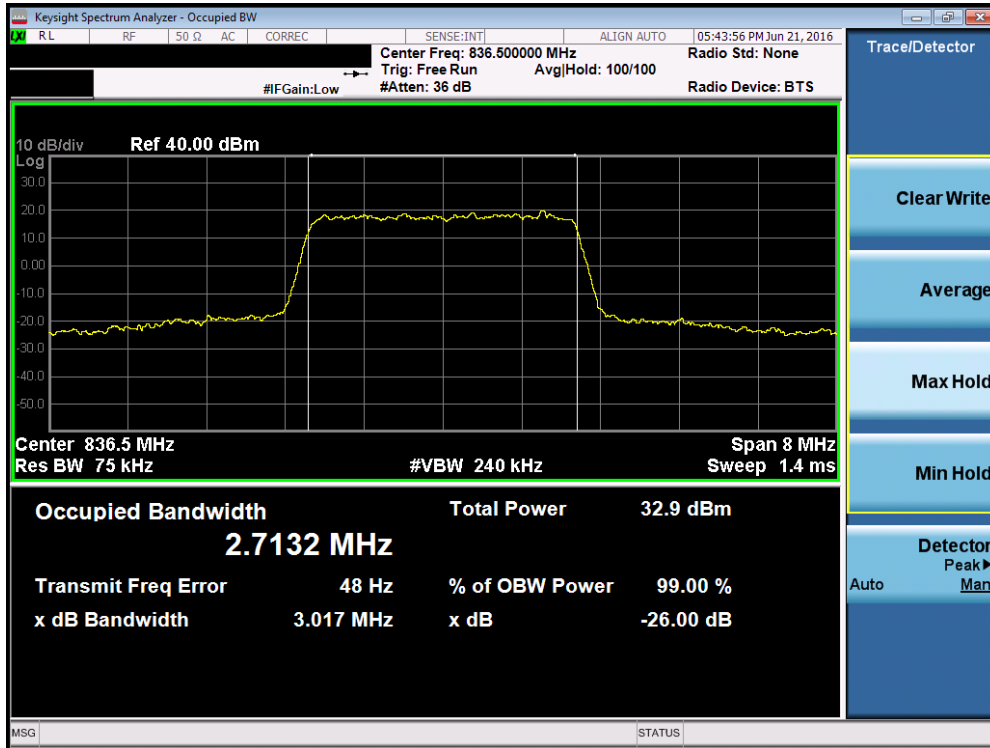 Keysight Spectrum Analyzer - Occupied BW
LXI RL RF 50 Ω AC CORREC SENSE:INT ALIGN AUTO 05:43:56 PM Jun 21, 2016
Center Freq: 836.500000 MHz Radio Std: None
Trig: Free Run Avg|Hold: 100/100
#IFGain:Low #Atten: 36 dB Radio Device: BTS
Trace/Detector
10 dB/div Ref 40.00 dBm
Log
30.0
20.0
10.0
0.00
-10.0
-20.0
-30.0
-40.0
-50.0
Center 836.5 MHz Span 8 MHz
Res BW 75 kHz #VBW 240 kHz Sweep 1.4 ms
Occupied Bandwidth Total Power 32.9 dBm
2.7132 MHz
Transmit Freq Error 48 Hz % of OBW Power 99.00 %
x dB Bandwidth 3.017 MHz x dB -26.00 dB
Clear Write
Average
Max Hold
Min Hold
Detector
Peak▶
Auto Man
MSG STATUS